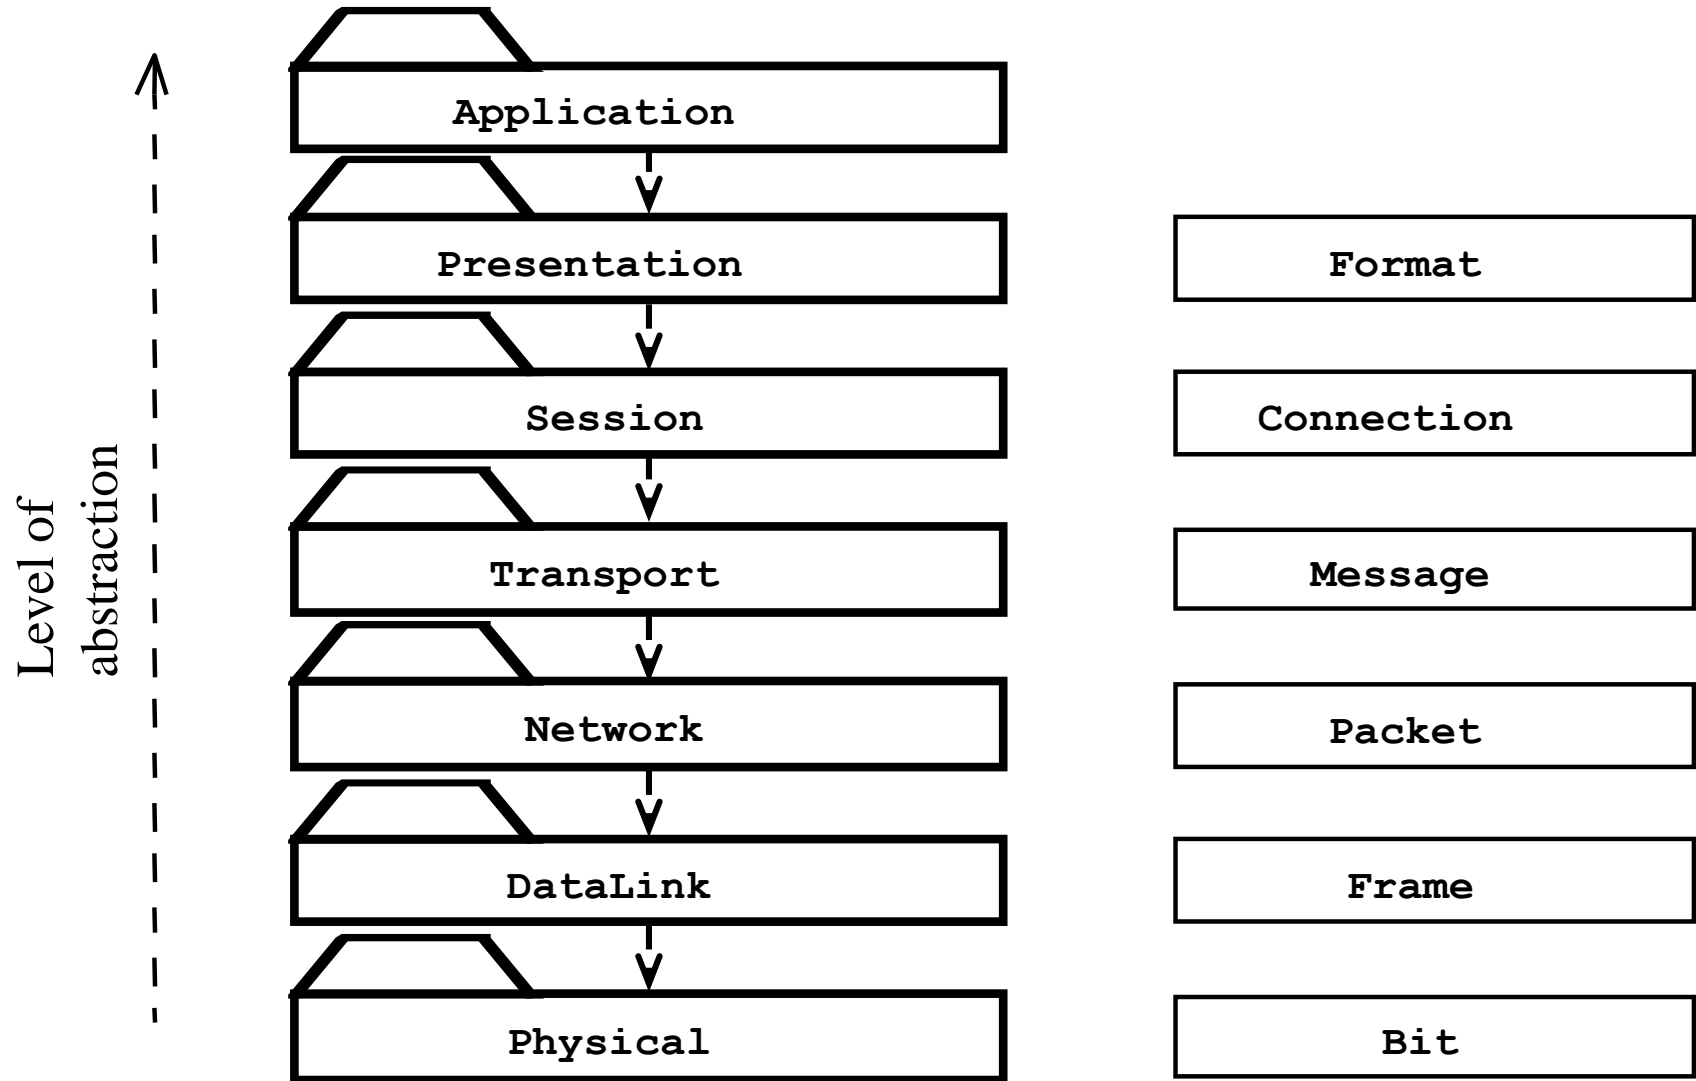 Application
Presentation
Format
Session
Connection
Level of
abstraction
Transport
Message
Network
Packet
DataLink
Frame
Physical
Bit